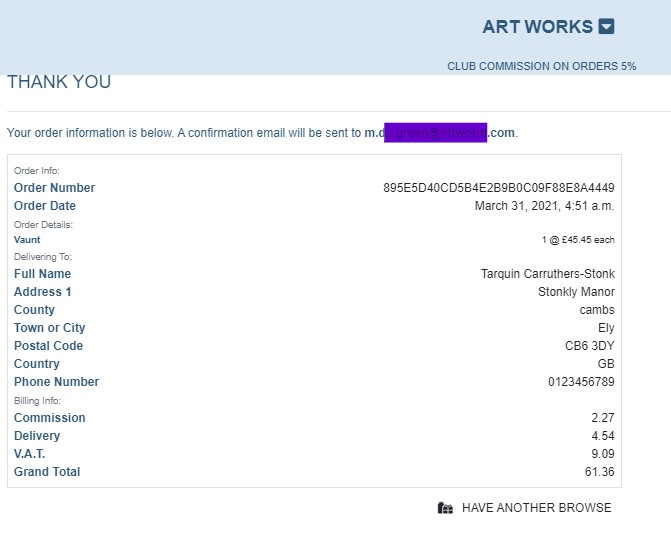 ART WORKS
CLUB COMMISSION ON ORDERS 5%
THANK YOU
Your order information is below. A confirmation email will be sent to m.d .com.
Order Info:
Order Number 895E5D40CD5B4E2B9B0C09F88E8A4449
Order Date March 31, 2021, 4:51 a.m.
Order Details:
Vaunt 1 @ £45.45 each
Delivering To:
Full Name Tarquin Carruthers-Stonk
Address 1 Stonkly Manor
County cambs
Town or City Ely
Postal Code CB6 3DY
Country GB
Phone Number 0123456789
Billing Info:
Commission 2.27
Delivery 4.54
V.A.T. 9.09
Grand Total 61.36
HAVE ANOTHER BROWSE